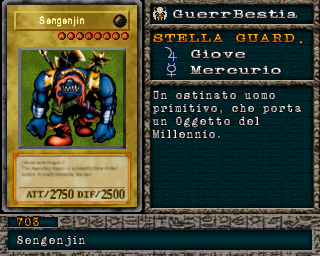 Sengenjin
ATT/2750 DIF/2500
GuerrBestia
STELLA GUARD.
Giove
Mercurio
Un ostinato uomo
primitivo, che porta
un Oggetto del
Millennio.
703
Sengenjin